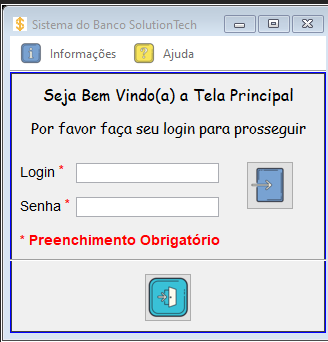 Sistema do Banco SolutionTech
Informações Ajuda
Seja Bem Vindo(a) a Tela Principal
Por favor faça seu login para prosseguir
Login *
Senha *
* Preenchimento Obrigatório